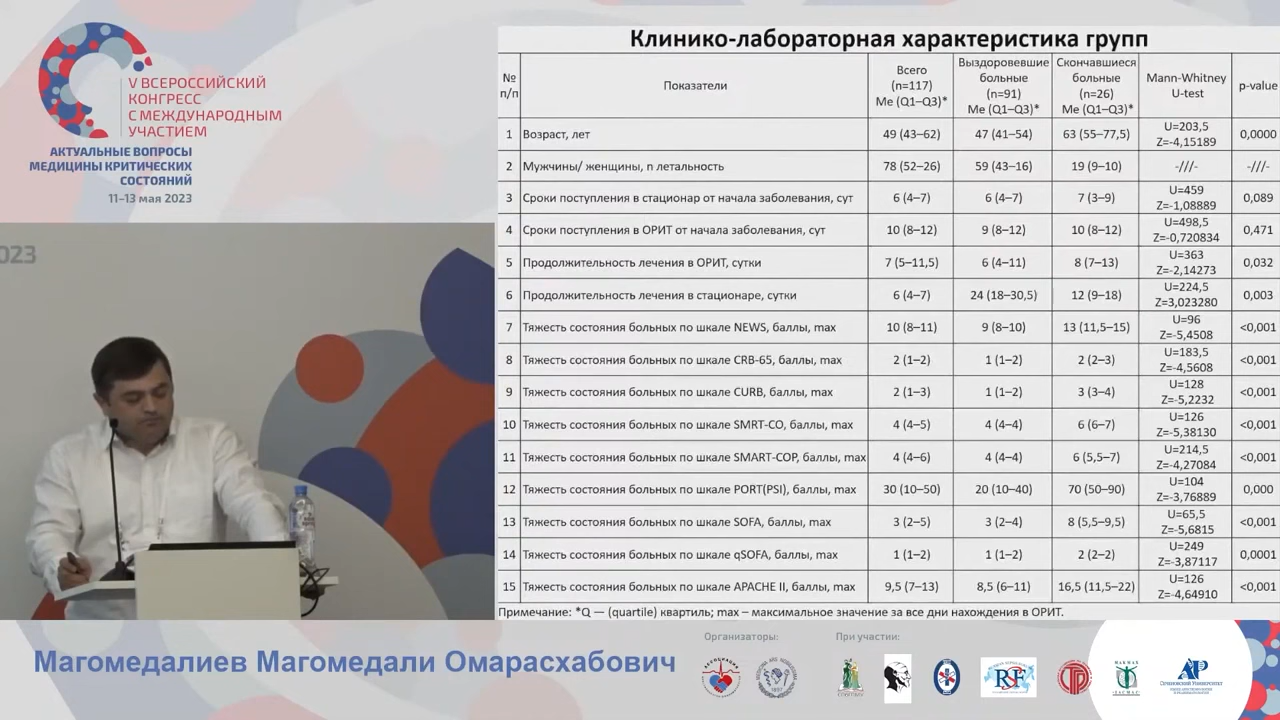 V ВСЕРОССИЙСКИЙ
КОНГРЕСС
С МЕЖДУНАРОДНЫМ
УЧАСТИЕМ
АКТУАЛЬНЫЕ ВОПРОСЫ
МЕДИЦИНЫ КРИТИЧЕСКИХ
СОСТОЯНИЙ
11–13 мая 2023
023
Клинико-лабораторная характеристика групп
№ п/п Показатели Всего (n=117) Me (Q1–Q3)* Выздоровевшие больные (n=91) Me (Q1–Q3)* Скончавшиеся больные (n=26) Me (Q1–Q3)* Mann-Whitney U-test p-value
1 Возраст, лет 49 (43–62) 47 (41–54) 63 (55–77,5) U=203,5 Z=-4,15189 0,0000
2 Мужчины/ женщины, n летальность 78 (52–26) 59 (43–16) 19 (9–10) -///- -///-
3 Сроки поступления в стационар от начала заболевания, сут 6 (4–7) 6 (4–7) 7 (3–9) U=459 Z=-1,08889 0,089
4 Сроки поступления в ОРИТ от начала заболевания, сут 10 (8–12) 9 (8–12) 10 (8–12) U=498,5 Z=-0,720834 0,471
5 Продолжительность лечения в ОРИТ, сутки 7 (5–11,5) 6 (4–11) 8 (7–13) U=363 Z=-2,14273 0,032
6 Продолжительность лечения в стационаре, сутки 6 (4–7) 24 (18–30,5) 12 (9–18) U=224,5 Z=3,023280 0,003
7 Тяжесть состояния больных по шкале NEWS, баллы, max 10 (8–11) 9 (8–10) 13 (11,5–15) U=96 Z=-5,4508 <0,001
8 Тяжесть состояния больных по шкале CRB-65, баллы, max 2 (1–2) 1 (1–2) 2 (2–3) U=183,5 Z=-4,5608 <0,001
9 Тяжесть состояния больных по шкале CURB, баллы, max 2 (1–3) 1 (1–2) 3 (3–4) U=128 Z=-5,2232 <0,001
10 Тяжесть состояния больных по шкале SMRT-CO, баллы, max 4 (4–5) 4 (4–4) 6 (6–7) U=126 Z=-5,38130 <0,001
11 Тяжесть состояния больных по шкале SMART-COP, баллы, max 4 (4–6) 4 (4–4) 6 (5,5–7) U=214,5 Z=-4,27084 <0,001
12 Тяжесть состояния больных по шкале PORT(PSI), баллы, max 30 (10–50) 20 (10–40) 70 (50–90) U=104 Z=-3,76889 0,000
13 Тяжесть состояния больных по шкале SOFA, баллы, max 3 (2–5) 3 (2–4) 8 (5,5–9,5) U=65,5 Z=-5,6815 <0,001
14 Тяжесть состояния больных по шкале qSOFA, баллы, max 1 (1–2) 1 (1–2) 2 (2–2) U=249 Z=-3,87117 0,0001
15 Тяжесть состояния больных по шкале APACHE II, баллы, max 9,5 (7–13) 8,5 (6–11) 16,5 (11,5–22) U=126 Z=-4,64910 <0,001
Примечание: *Q — (quartile) квартиль; max – максимальное значение за все дни нахождения в ОРИТ.
Магомедалиев Магомедали Омарасхабович
Организаторы:
При участии: